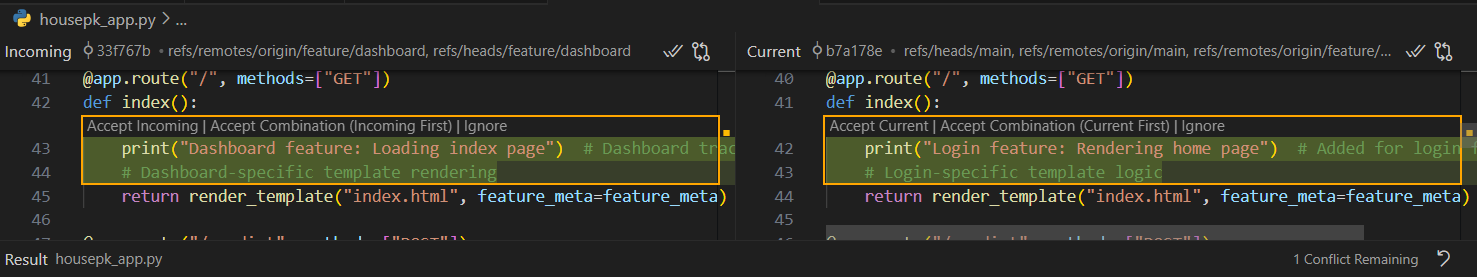 housepk_app.py > ...
Incoming 33f767b • refs/remotes/origin/feature/dashboard, refs/heads/feature/dashboard
41 @app.route("/", methods=["GET"])
42 def index():
Accept Incoming | Accept Combination (Incoming First) | Ignore
43 print("Dashboard feature: Loading index page")  # Dashboard trac
44 # Dashboard-specific template rendering
45 return render_template("index.html", feature_meta=feature_meta)
46
Current b7a178e • refs/heads/main, refs/remotes/origin/main, refs/remotes/origin/feature/...
40 @app.route("/", methods=["GET"])
41 def index():
Accept Current | Accept Combination (Current First) | Ignore
42 print("Login feature: Rendering home page")  # Added for login f
43 # Login-specific template logic
44 return render_template("index.html", feature_meta=feature_meta)
45
Result housepk_app.py
1 Conflict Remaining